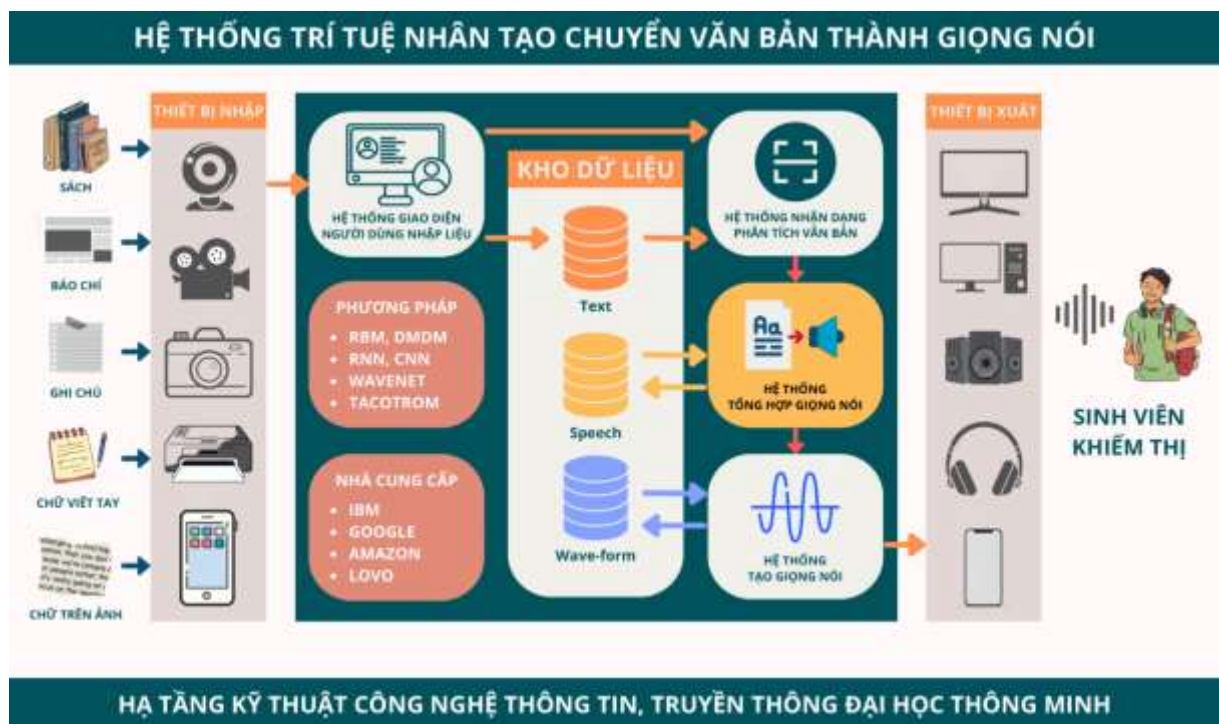 HỆ THỐNG TRÍ TUỆ NHÂN TẠO CHUYỂN VĂN BẢN THÀNH GIỌNG NÓI
SÁCH
BÁO CHÍ
GHI CHÚ
CHỮ VIẾT TAY
CHỮ TRÊN ẢNH
THIẾT BỊ NHẬP
HỆ THỐNG GIAO DIỆN
NGƯỜI DÙNG NHẬP LIỆU
PHƯƠNG PHÁP
• RBM, DMDM
• RNN, CNN
• WAVENET
• TACOTROM
NHÀ CUNG CẤP
• IBM
• GOOGLE
• AMAZON
• LOVO
KHO DỮ LIỆU
Text
Speech
Wave-form
HỆ THỐNG NHẬN DẠNG
PHÂN TÍCH VĂN BẢN
Aa
HỆ THỐNG
TỔNG HỢP GIỌNG NÓI
HỆ THỐNG
TẠO GIỌNG NÓI
THIẾT BỊ XUẤT
SINH VIÊN
KHIẾM THỊ
HẠ TẦNG KỸ THUẬT CÔNG NGHỆ THÔNG TIN, TRUYỀN THÔNG ĐẠI HỌC THÔNG MINH